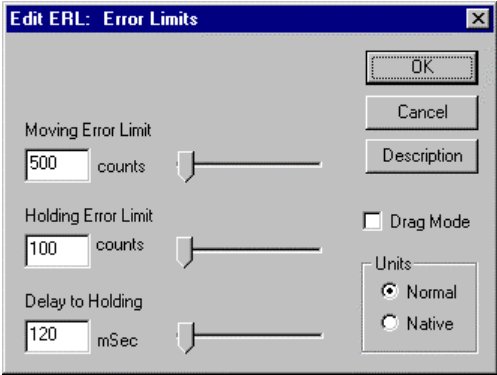 Edit ERL: Error Limits
OK
Cancel
Description
Moving Error Limit
500 counts
Holding Error Limit
100 counts
Delay to Holding
120 mSec
Drag Mode
Units
Normal
Native